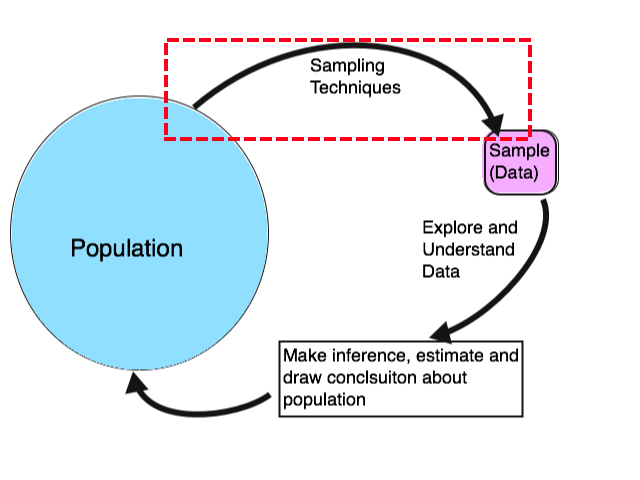 Sampling
Techniques
Sample
(Data)
Population
Explore and
Understand
Data
Make inference, estimate and
draw conclsuiton about
population